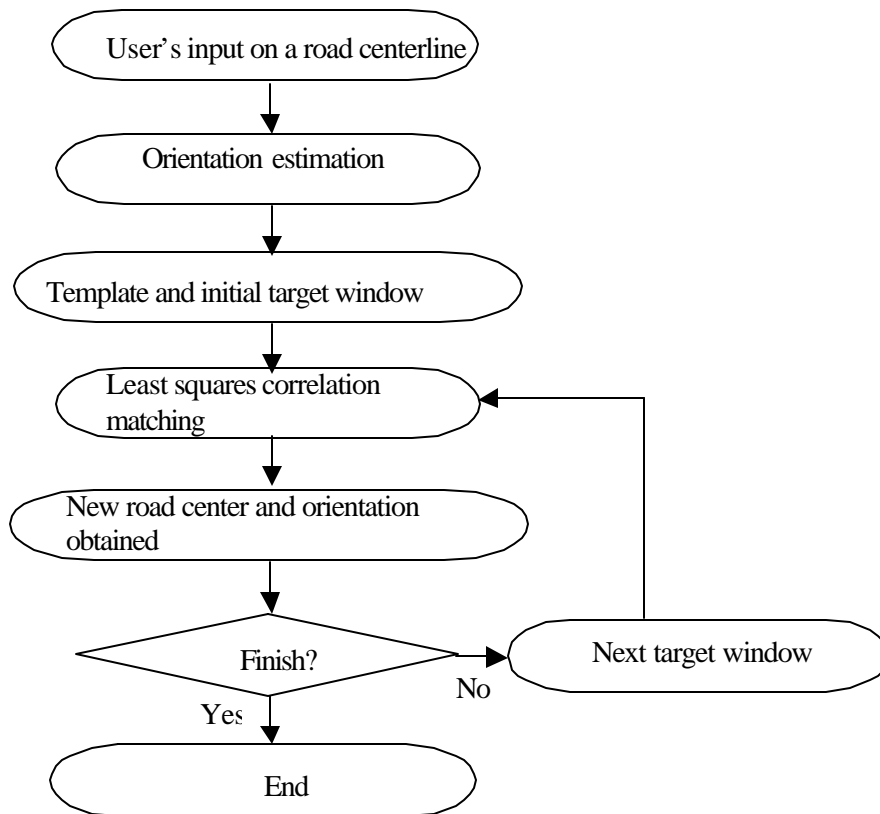 User's input on a road centerline
Orientation estimation
Template and initial target window
Least squares correlation
matching
New road center and orientation
obtained
Finish?
Next target window
No
Yes
End